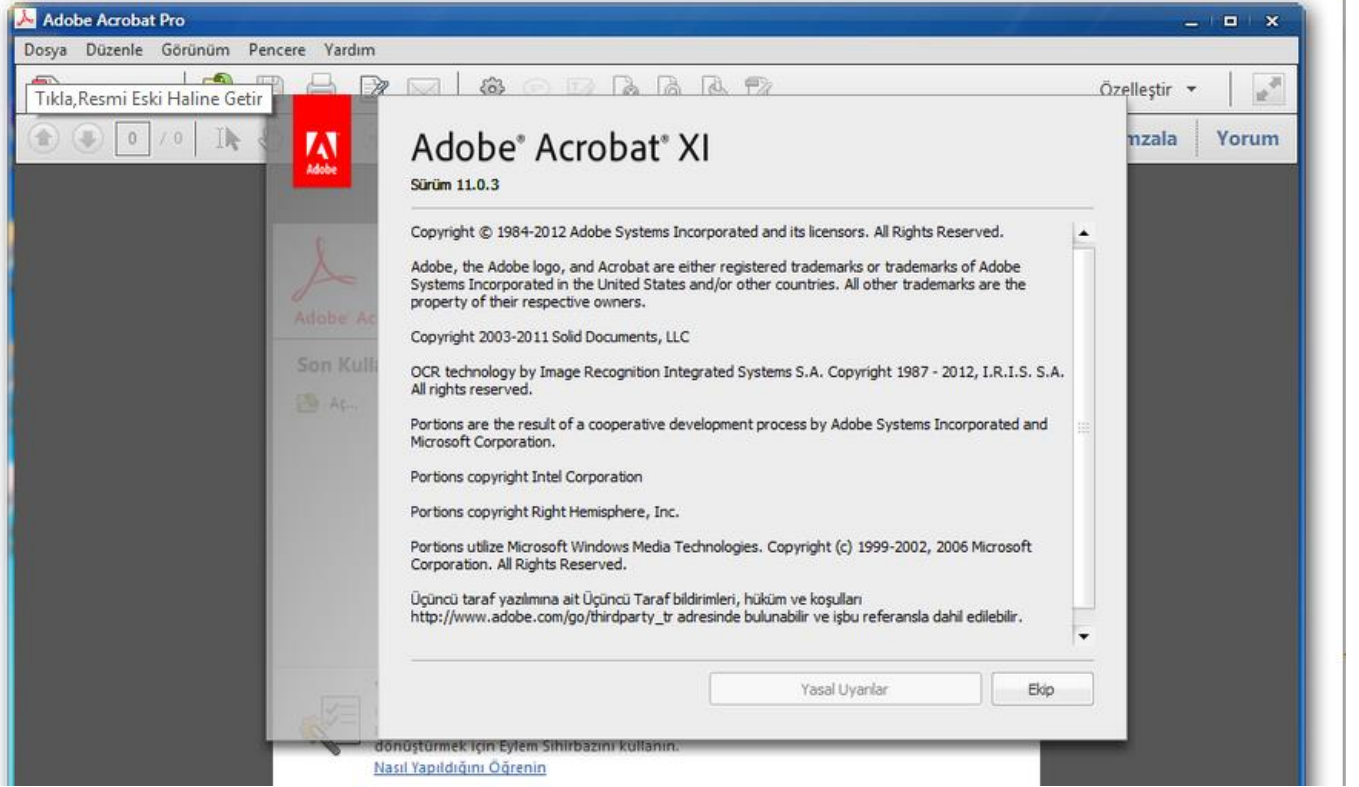 Adobe Acrobat Pro
Dosya Düzenle Görünüm Pencere Yardım
Tıkla,Resmi Eski Haline Getir
Özelleştir
0 / 0
mzala
Yorum
Adobe
Adobe® Acrobat® XI
Sürüm 11.0.3
Copyright © 1984-2012 Adobe Systems Incorporated and its licensors. All Rights Reserved.
Adobe, the Adobe logo, and Acrobat are either registered trademarks or trademarks of Adobe
Systems Incorporated in the United States and/or other countries. All other trademarks are the
property of their respective owners.
Copyright 2003-2011 Solid Documents, LLC
OCR technology by Image Recognition Integrated Systems S.A. Copyright 1987 - 2012, I.R.I.S. S.A.
All rights reserved.
Portions are the result of a cooperative development process by Adobe Systems Incorporated and
Microsoft Corporation.
Portions copyright Intel Corporation
Portions copyright Right Hemisphere, Inc.
Portions utilize Microsoft Windows Media Technologies. Copyright (c) 1999-2002, 2006 Microsoft
Corporation. All Rights Reserved.
Üçüncü taraf yazılımına ait Üçüncü Taraf bildirimleri, hüküm ve koşulları
http://www.adobe.com/go/thirdparty_tr adresinde bulunabilir ve işbu referansla dahil edilebilir.
Yasal Uyarılar
Ekip
Adobe Ac
Son Kulla
Aç...
dönüştürmek için Eylem Sihirbazını kullanın.
Nasıl Yapıldığını Öğrenin